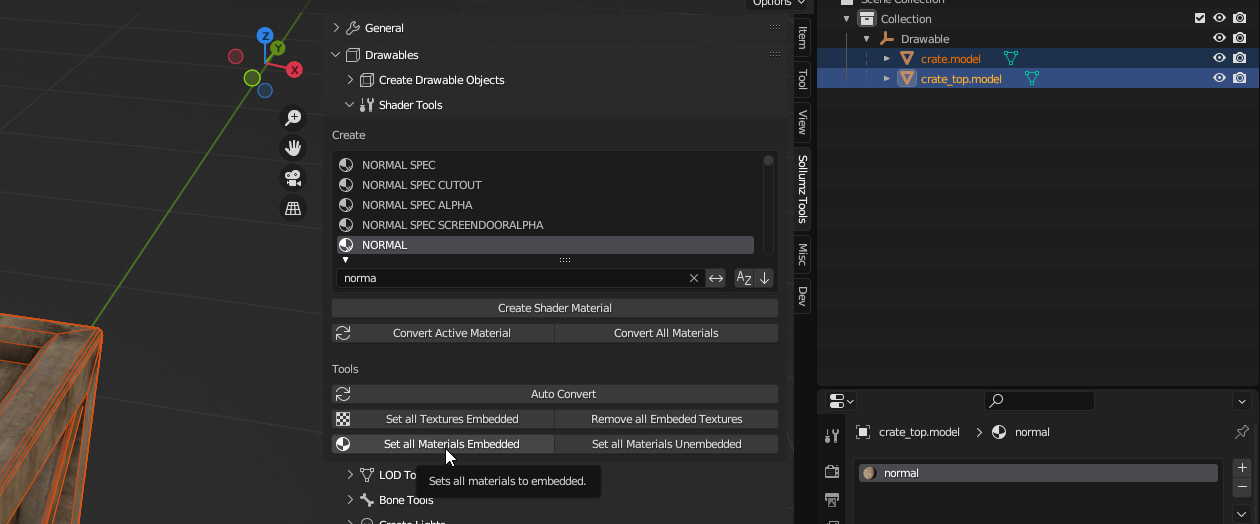 Options
Scene Collection
General
Collection
Drawables
Drawable
Create Drawable Objects
crate.model
Shader Tools
crate_top.model
Z
Y
X
Item
Tool
View
Sollumz Tools
Misc
Dev
Create
NORMAL SPEC
NORMAL SPEC CUTOUT
NORMAL SPEC ALPHA
NORMAL SPEC SCREENDOORALPHA
NORMAL
norma
AZ
Create Shader Material
Convert Active Material
Convert All Materials
Tools
Auto Convert
Set all Textures Embedded
Remove all Embeded Textures
Set all Materials Embedded
Set all Materials Unembedded
Sets all materials to embedded.
LOD To
Bone Tools
Create Lights
crate_top.model
normal
normal